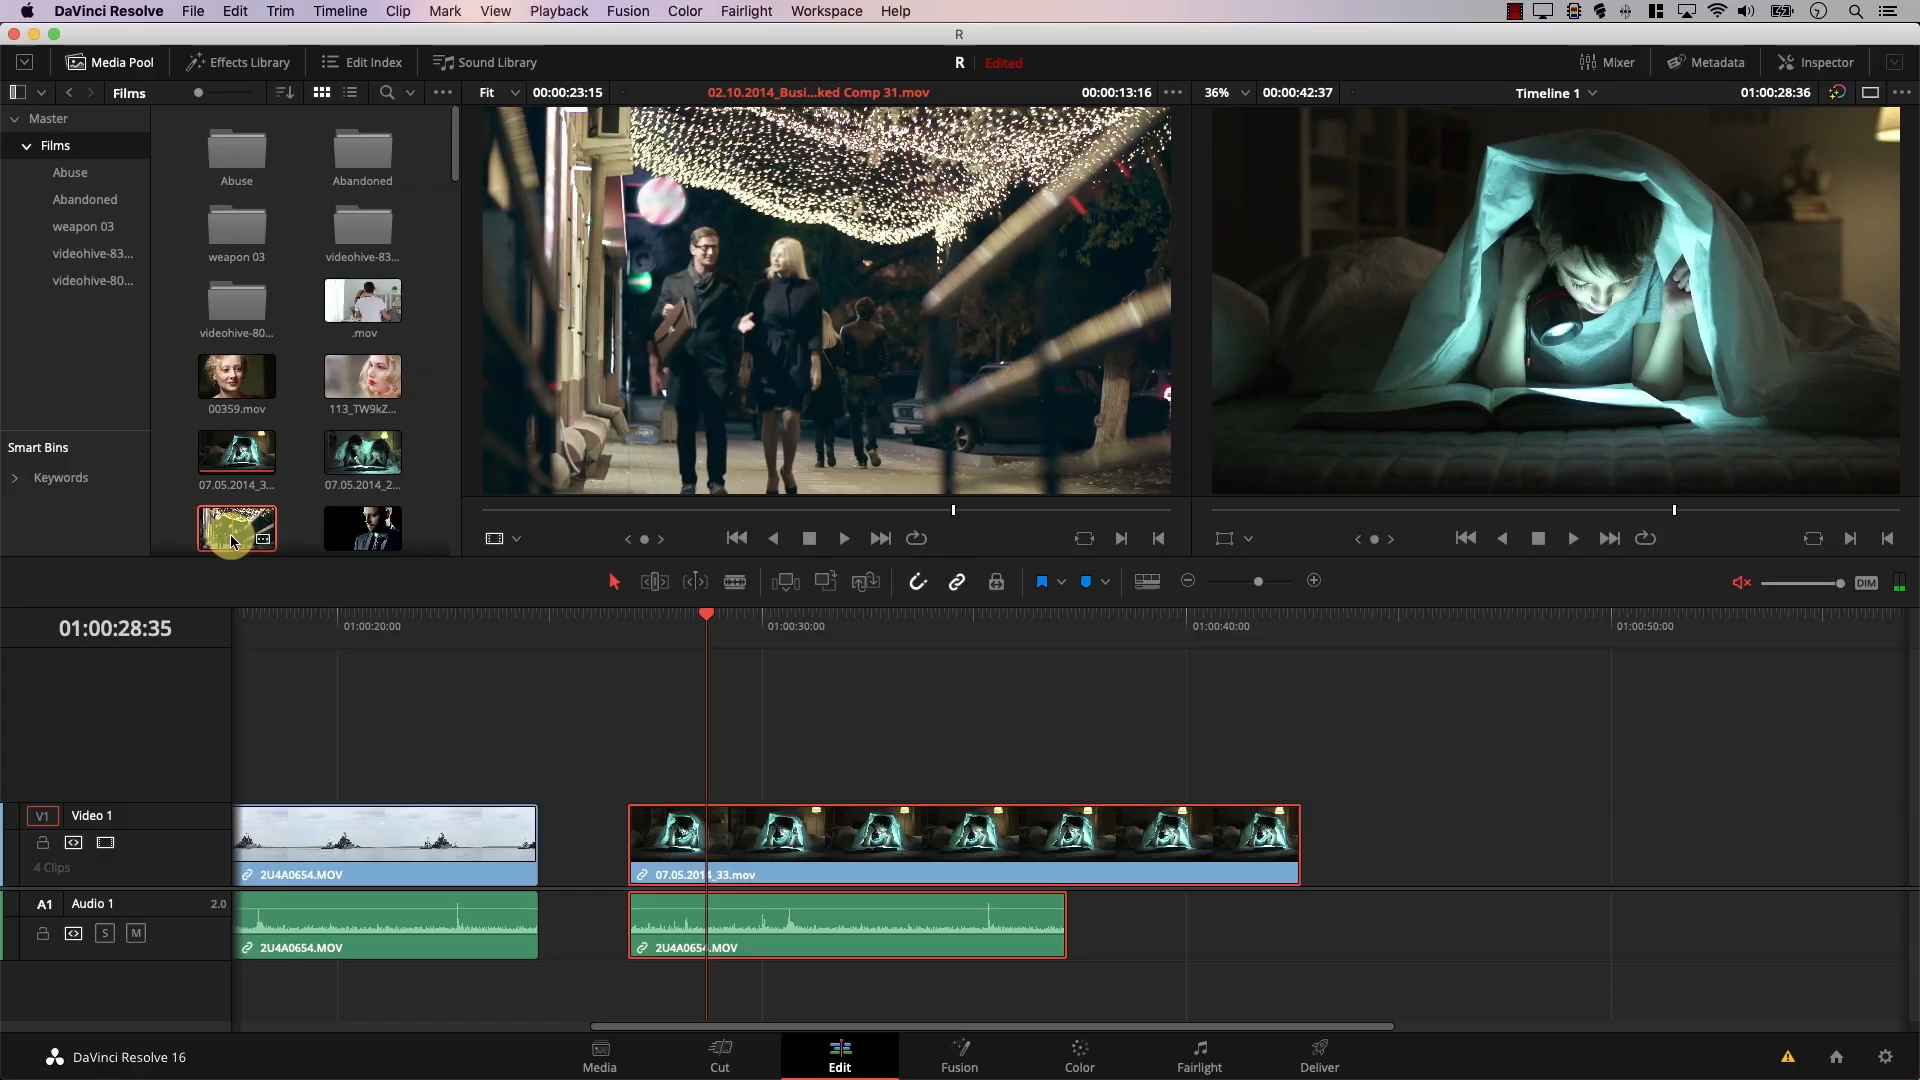 DaVinci Resolve File Edit Trim Timeline Clip Mark View Playback Fusion Color Fairlight Workspace Help
R
Media Pool Effects Library Edit Index Sound Library R Edited Mixer Metadata Inspector
Films Fit 00:00:23:15 02.10.2014_Busi...ked Comp 31.mov 00:00:13:16 36% 00:00:42:37 Timeline 1 01:00:28:36
Master
Films
Abuse
Abandoned
weapon 03
videohive-83...
videohive-80...
Abuse Abandoned
weapon 03 videohive-83...
videohive-80... .mov
00359.mov 113_TW9kZ...
07.05.2014_3... 07.05.2014_2...
Smart Bins
Keywords
DIM
01:00:28:35
01:00:20:00 01:00:30:00 01:00:40:00 01:00:50:00
V1 Video 1
4 Clips
2U4A0654.MOV 07.05.2014_33.mov
A1 Audio 1 2.0
S M
2U4A0654.MOV 2U4A0654.MOV
DaVinci Resolve 16
Media Cut Edit Fusion Color Fairlight Deliver